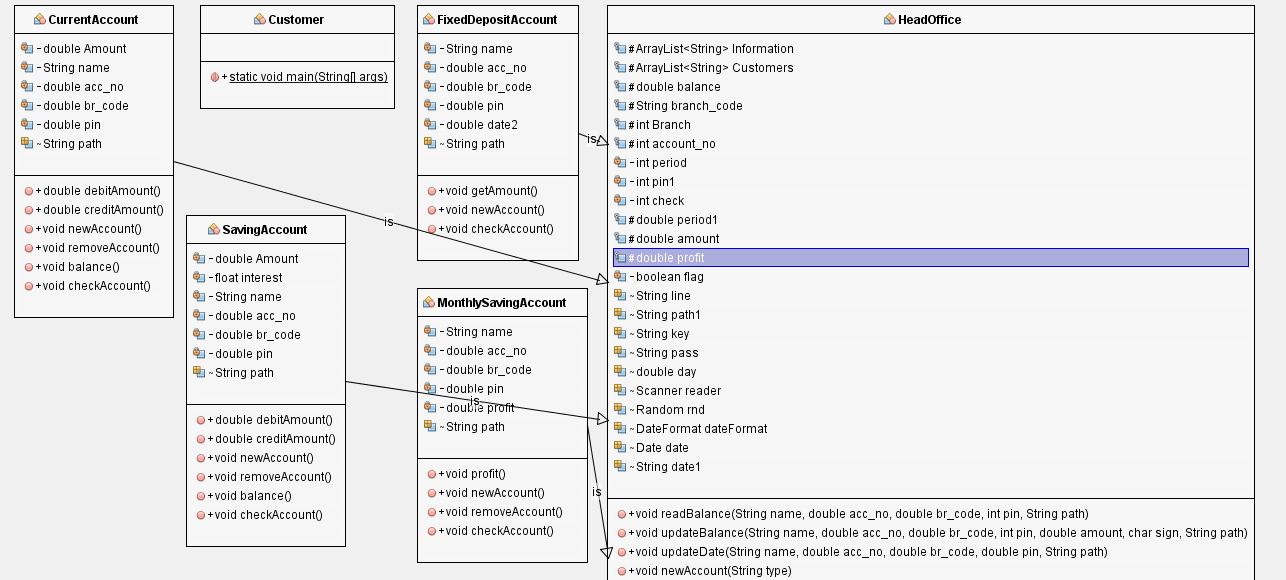 CurrentAccount
- double Amount
- String name
- double acc_no
- double br_code
- double pin
~ String path
+ double debitAmount()
+ double creditAmount()
+ void newAccount()
+ void removeAccount()
+ void balance()
+ void checkAccount()
Customer
+ static void main(String[] args)
SavingAccount
- double Amount
- float interest
- String name
- double acc_no
- double br_code
- double pin
~ String path
+ double debitAmount()
+ double creditAmount()
+ void newAccount()
+ void removeAccount()
+ void balance()
+ void checkAccount()
FixedDepositAccount
- String name
- double acc_no
- double br_code
- double pin
- double date2
~ String path
+ void getAmount()
+ void newAccount()
+ void checkAccount()
MonthlySavingAccount
- String name
- double acc_no
- double br_code
- double pin
- double profit
~ String path
+ void profit()
+ void newAccount()
+ void removeAccount()
+ void checkAccount()
is
is
is
is
HeadOffice
# ArrayList<String> Information
# ArrayList<String> Customers
# double balance
# String branch_code
# int Branch
# int account_no
- int period
- int pin1
- int check
# double period1
# double amount
# double profit
- boolean flag
~ String line
~ String path1
~ String key
~ String pass
~ double day
~ Scanner reader
~ Random rnd
~ DateFormat dateFormat
~ Date date
~ String date1
+ void readBalance(String name, double acc_no, double br_code, int pin, String path)
+ void updateBalance(String name, double acc_no, double br_code, int pin, double amount, char sign, String path)
+ void updateDate(String name, double acc_no, double br_code, double pin, String path)
+ void newAccount(String type)